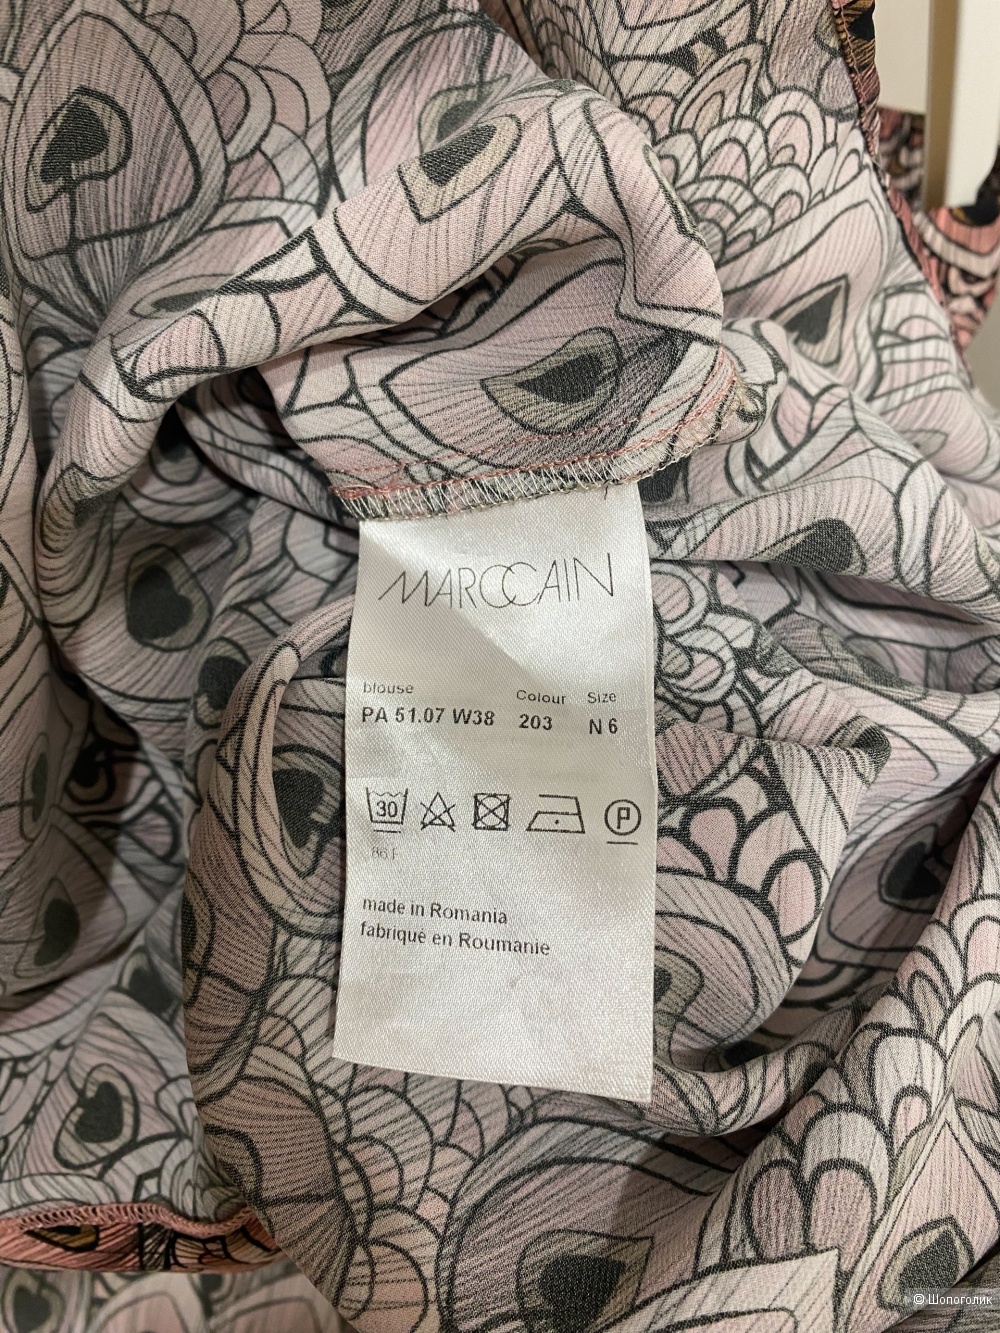 MARCCAIN
blouse Colour Size
PA 51.07 W38 203 N 6
30
P
made in Romania
fabriqué en Roumanie
© Шопоголик